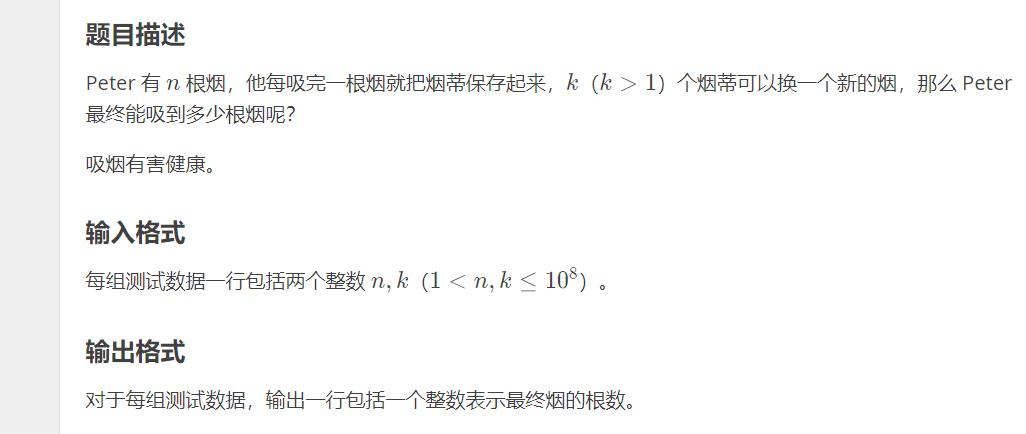 题目描述
Peter 有 n 根烟，他每吸完一根烟就把烟蒂保存起来，k（k > 1）个烟蒂可以换一个新的烟，那么 Peter
最终能吸到多少根烟呢？
吸烟有害健康。
输入格式
每组测试数据一行包括两个整数 n, k（1 < n, k ≤ 10⁸）。
输出格式
对于每组测试数据，输出一行包括一个整数表示最终烟的根数。